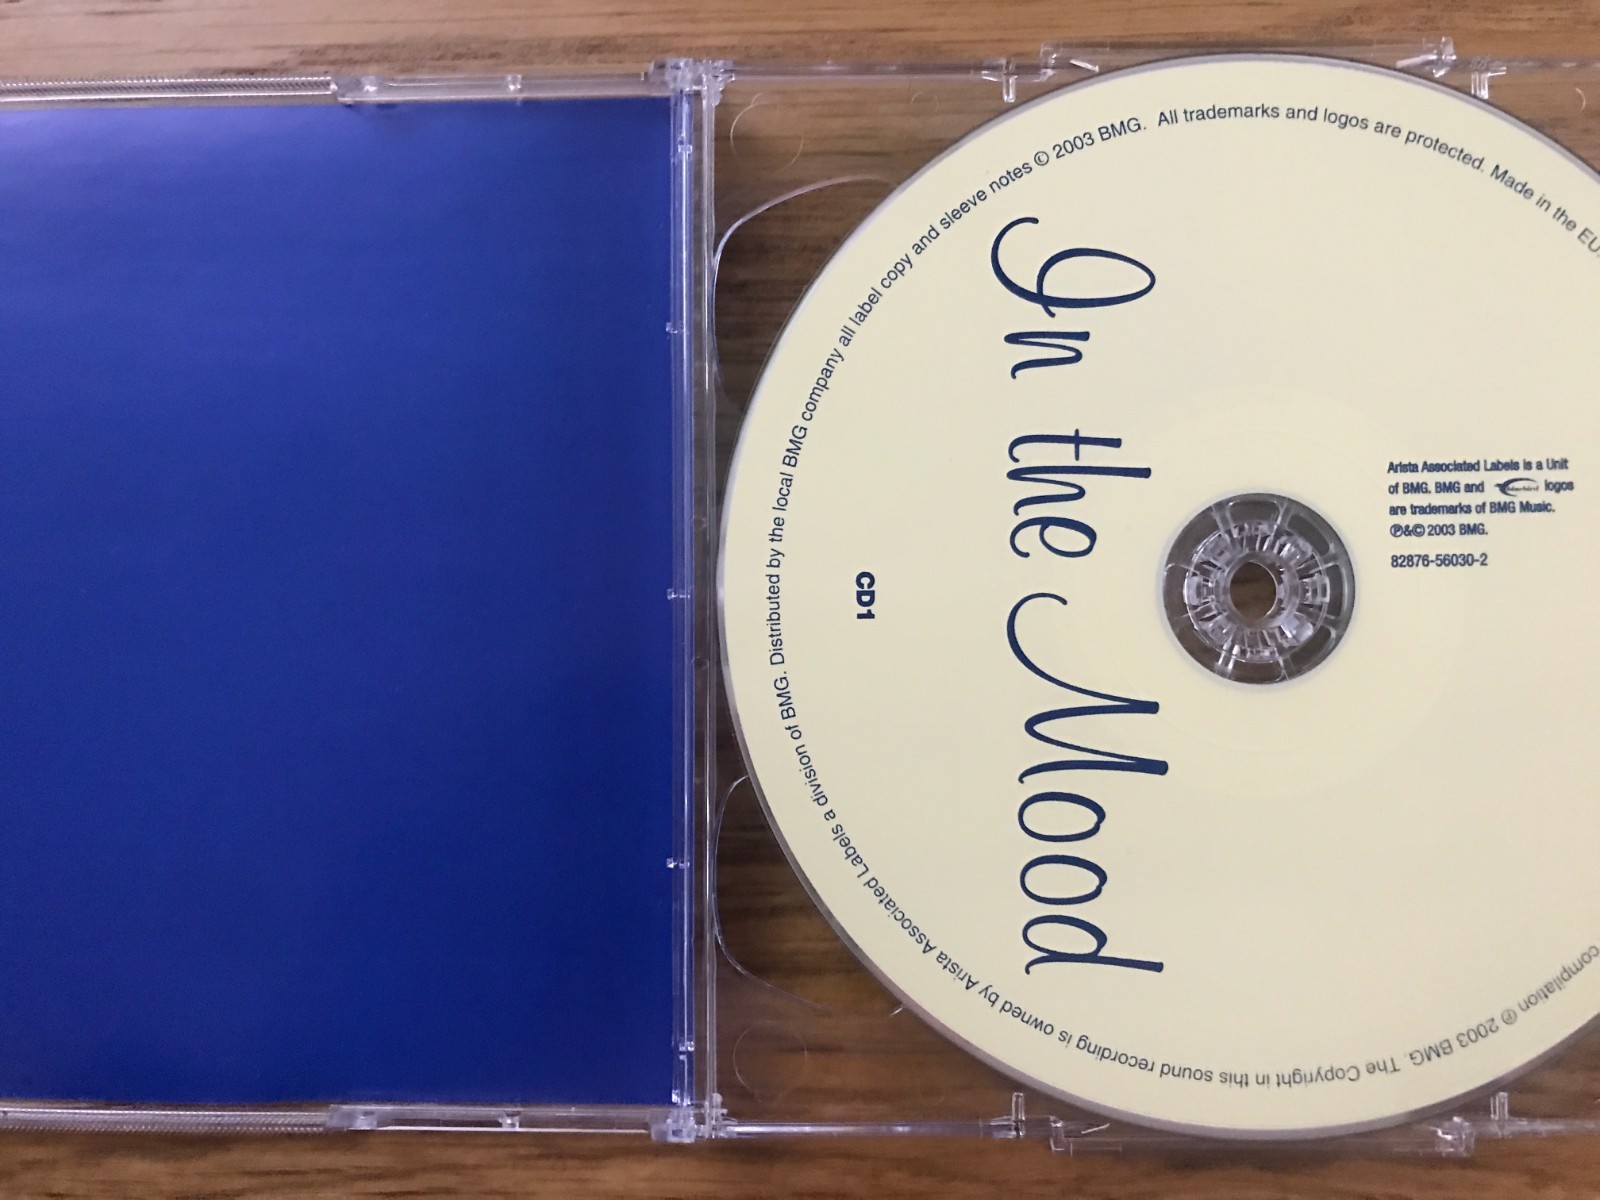 In the Mood
CD1
Arista Associated Labels is a Unit
of BMG. BMG and Bluebird logos
are trademarks of BMG Music.
℗&© 2003 BMG.
82876-56030-2
compilation ℗ 2003 BMG. The Copyright in this sound recording is owned by Arista Associated Labels a division of BMG. Distributed by the local BMG company all label copy and sleeve notes © 2003 BMG. All trademarks and logos are protected. Made in the EU.